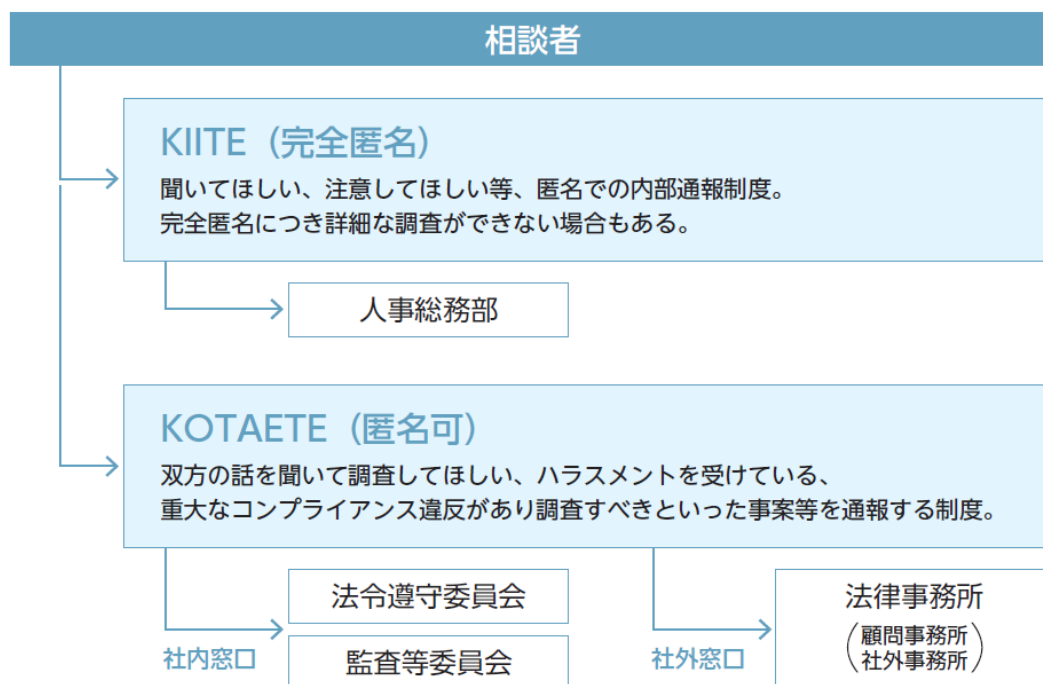 相談者
KIITE（完全匿名）
聞いてほしい、注意してほしい等、匿名での内部通報制度。
完全匿名につき詳細な調査ができない場合もある。
人事総務部
KOTAETE（匿名可）
双方の話を聞いて調査してほしい、ハラスメントを受けている、
重大なコンプライアンス違反があり調査すべきといった事案等を通報する制度。
社内窓口
法令遵守委員会
監査等委員会
社外窓口
法律事務所
（顧問事務所
社外事務所）